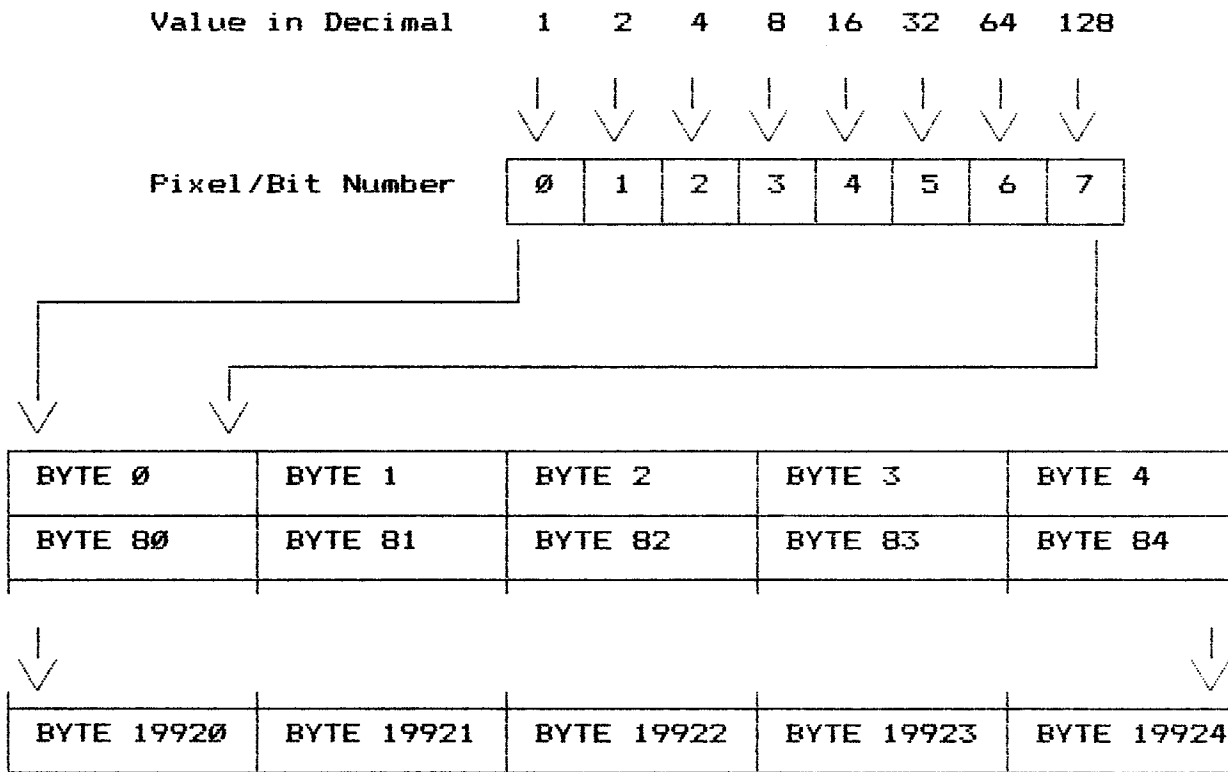 Value in Decimal 1 2 4 8 16 32 64 128
Pixel/Bit Number Ø 1 2 3 4 5 6 7
BYTE Ø BYTE 1 BYTE 2 BYTE 3 BYTE 4
BYTE 8Ø BYTE 81 BYTE 82 BYTE 83 BYTE 84
BYTE 1992Ø BYTE 19921 BYTE 19922 BYTE 19923 BYTE 19924